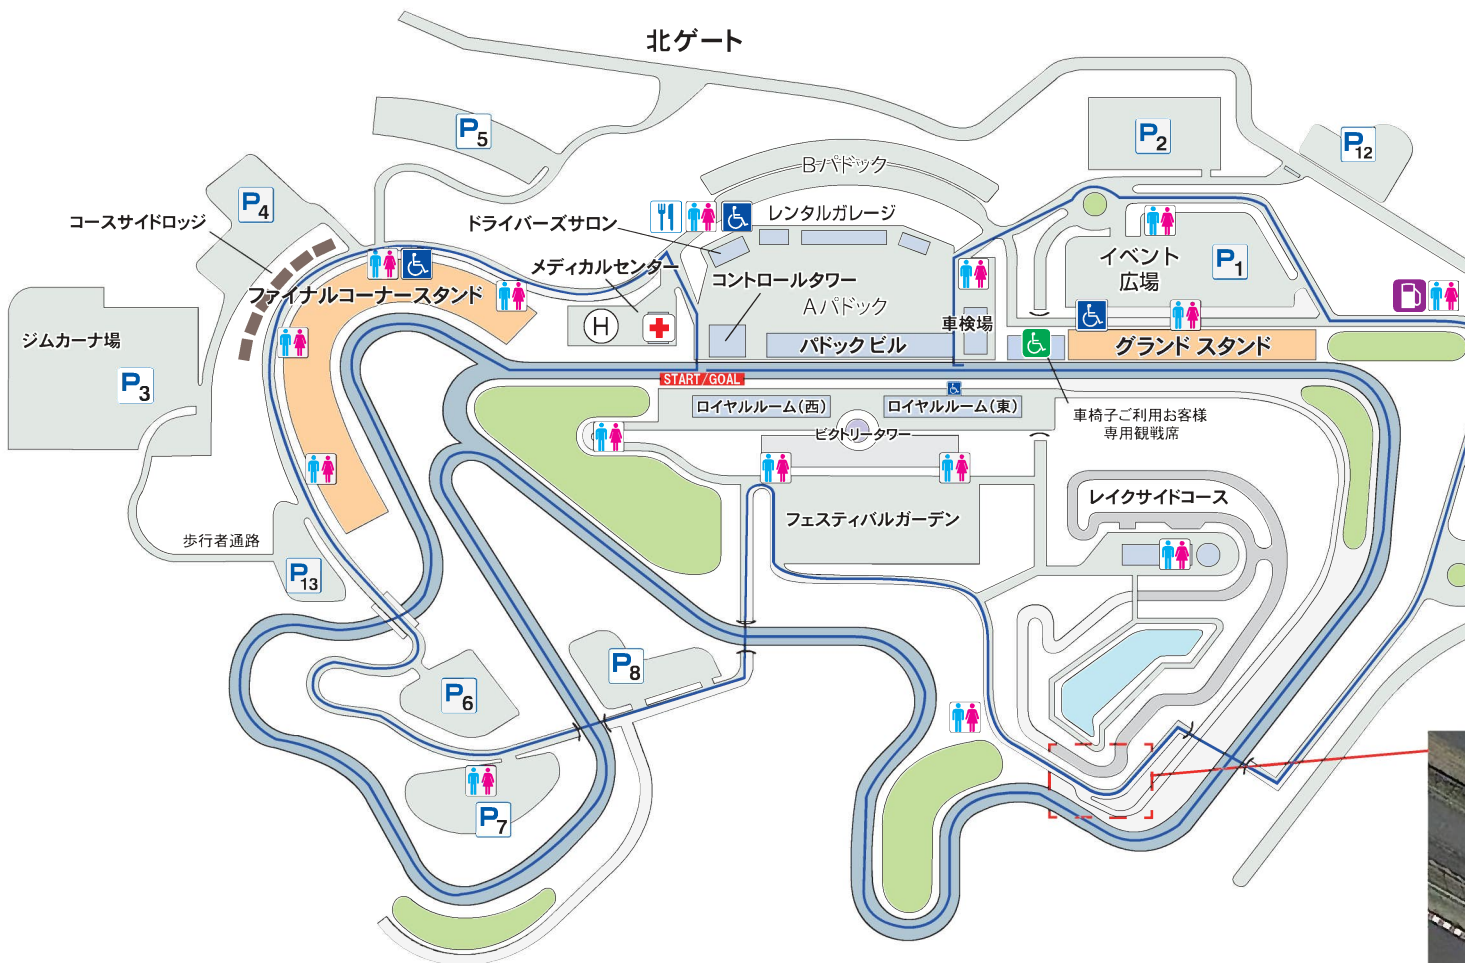 北ゲート
P5
P2
P12
Bパドック
P4
コースサイドロッジ
ドライバーズサロン
レンタルガレージ
メディカルセンター
イベント
広場
P1
ファイナルコーナースタンド
コントロールタワー
Aパドック
H
車検場
ジムカーナ場
パドックビル
グランド スタンド
P3
START/GOAL
ロイヤルルーム(西)
ロイヤルルーム(東)
車椅子ご利用お客様
専用観戦席
ビクトリータワー
レイクサイドコース
フェスティバルガーデン
歩行者通路
P13
P8
P6
P7